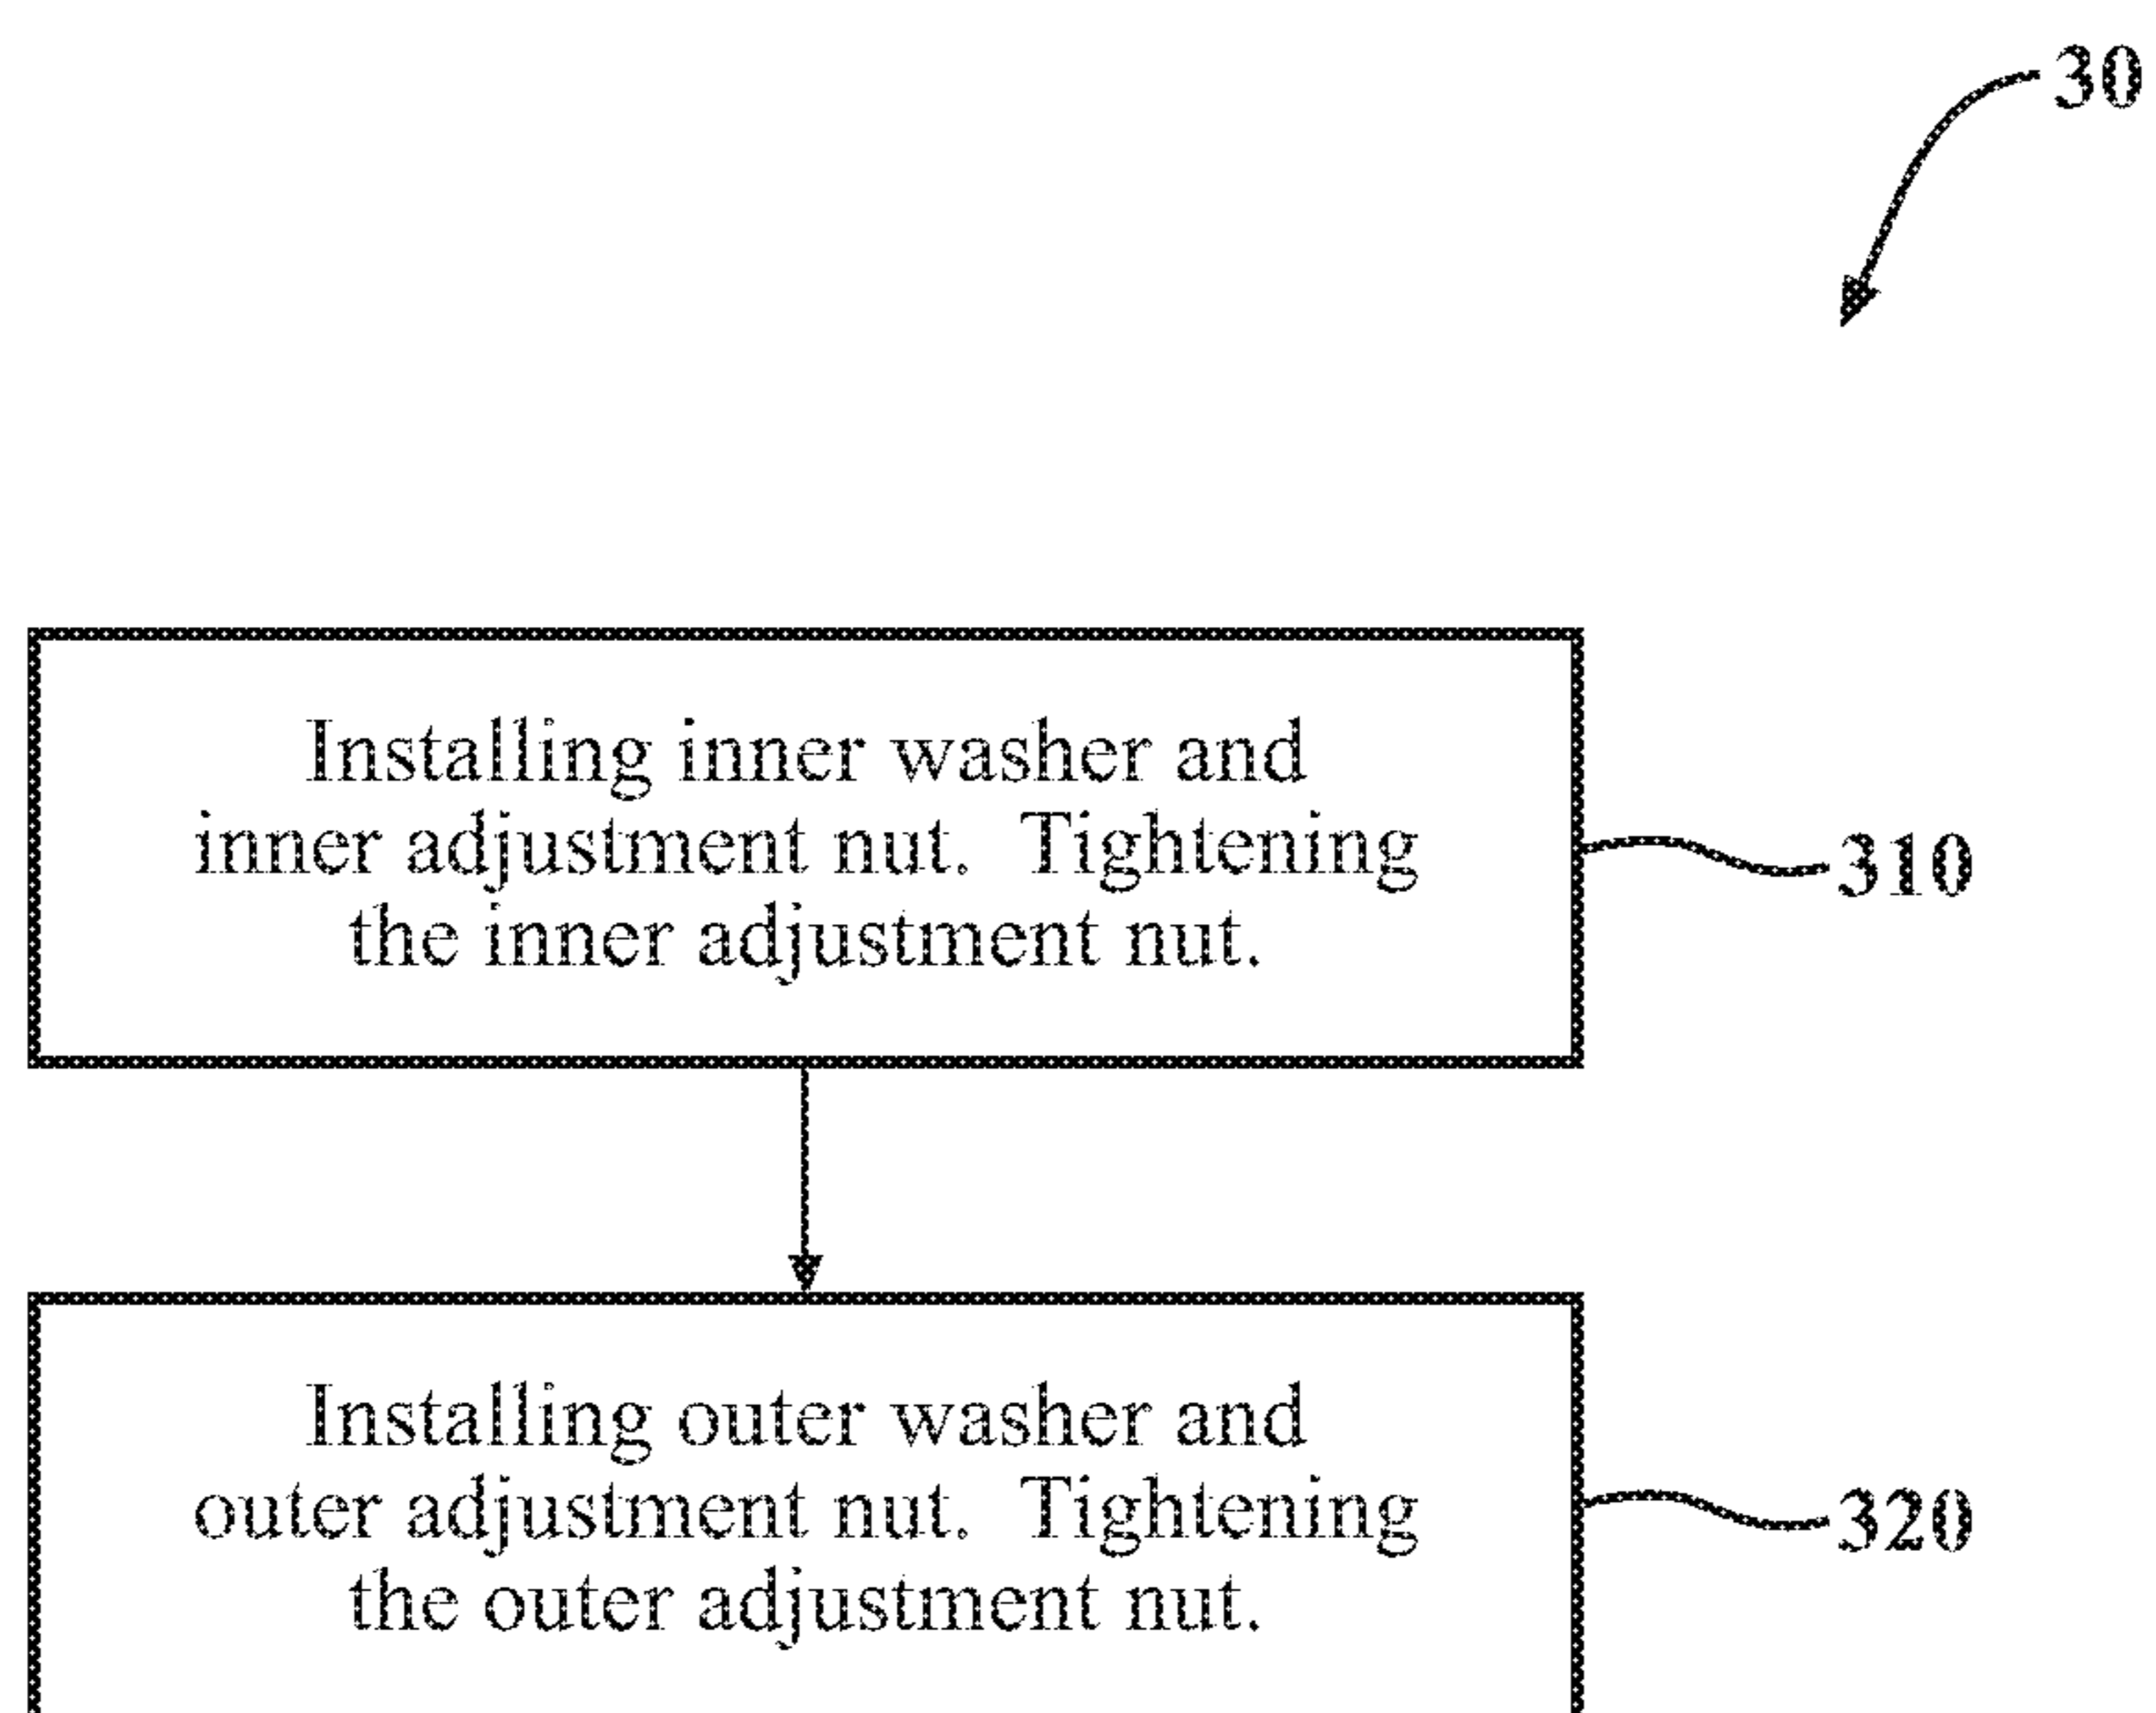 30
Installing inner washer and
inner adjustment nut. Tightening
the inner adjustment nut.
310
Installing outer washer and
outer adjustment nut. Tightening
the outer adjustment nut.
320